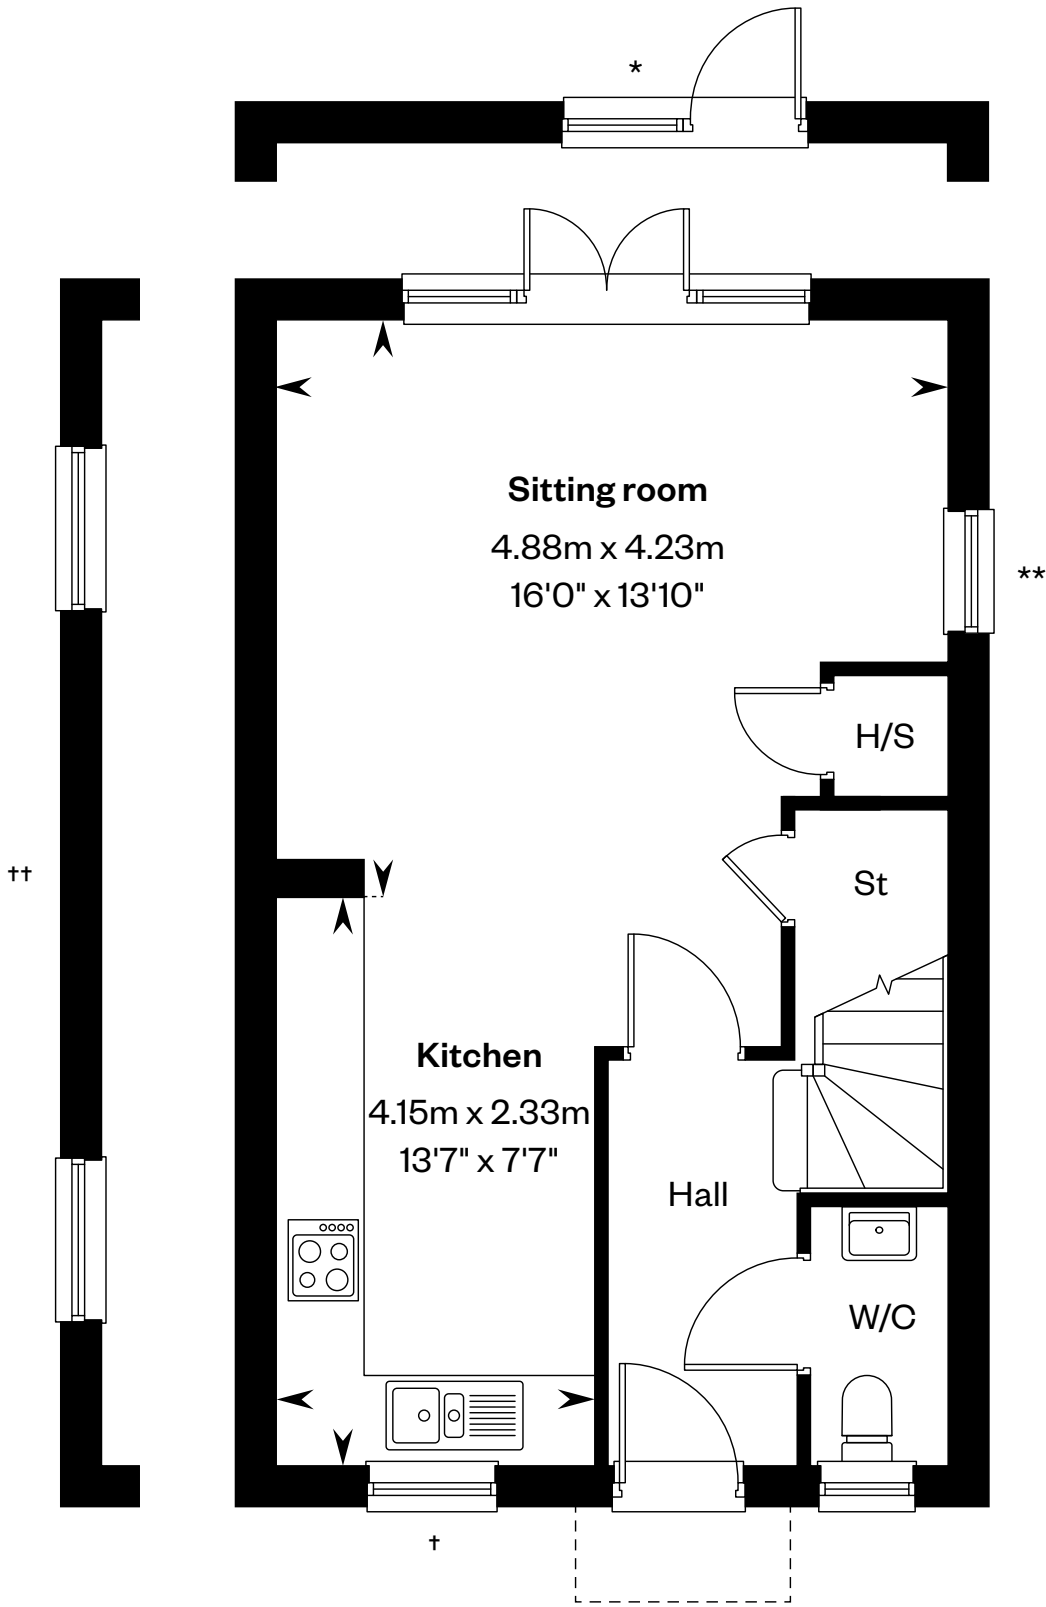 *
Sitting room
4.88m x 4.23m
16'0" x 13'10"
**
H/S
††
St
Kitchen
4.15m x 2.33m
13'7" x 7'7"
Hall
W/C
†